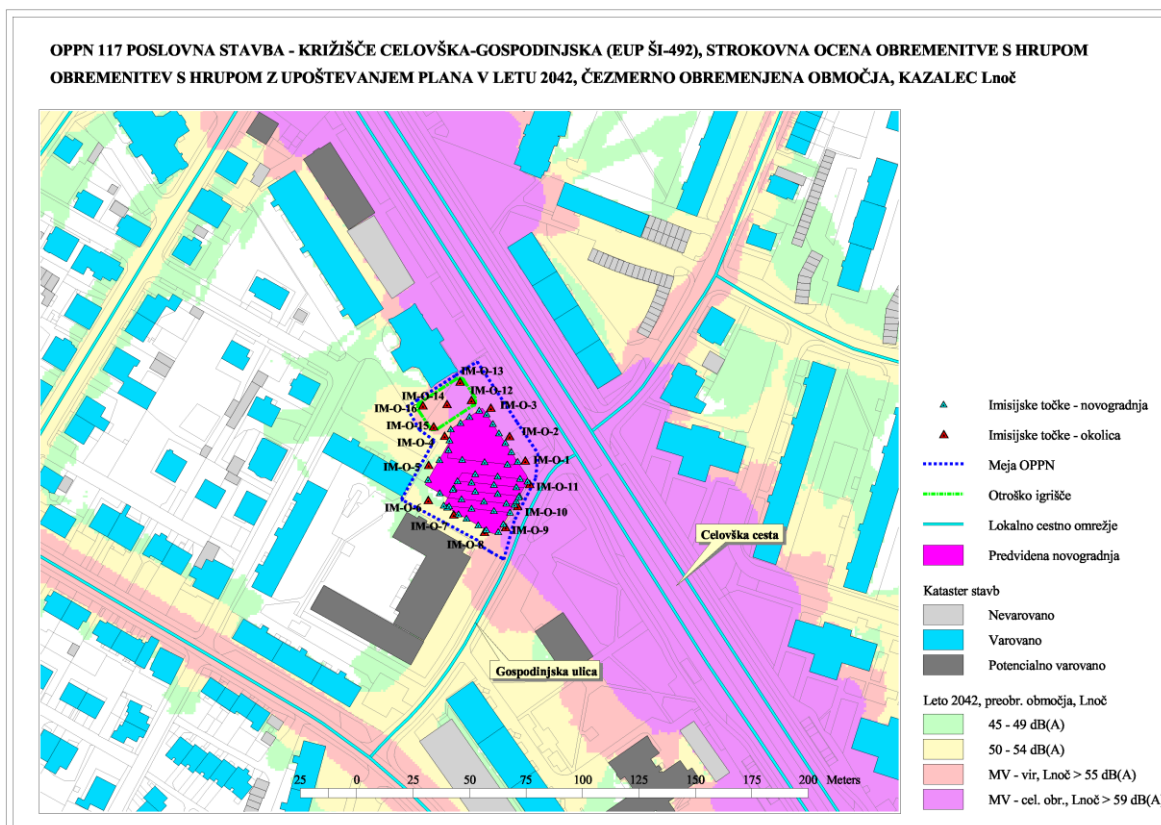 OPPN 117 POSLOVNA STAVBA - KRIŽIŠČE CELOVŠKA-GOSPODINJSKA (EUP ŠI-492), STROKOVNA OCENA OBREMENITVE S HRUPOM
OBREMENITEV S HRUPOM Z UPOŠTEVANJEM PLANA V LETU 2042, ČEZMERNO OBREMENJENA OBMOČJA, KAZALEC Lnoč
IM-O-13
IM-O-14
IM-O-12
IM-O-16
IM-O-3
IM-O-15
IM-O-2
IM-O-4
IM-O-1
IM-O-5
IM-O-11
IM-O-6
IM-O-10
IM-O-7
IM-O-9
IM-O-8
Celovška cesta
Gospodinjska ulica
25 0 25 50 75 100 125 150 200 Meters
Imisijske točke - novogradnja
Imisijske točke - okolica
Meja OPPN
Otroško igrišče
Lokalno cestno omrežje
Predvidena novogradnja
Kataster stavb
Nevarovano
Varovano
Potencialno varovano
Leto 2042, preobr. območja, Lnoč
45 - 49 dB(A)
50 - 54 dB(A)
MV - vir, Lnoč > 55 dB(A)
MV - cel. obr., Lnoč > 59 dB(A)